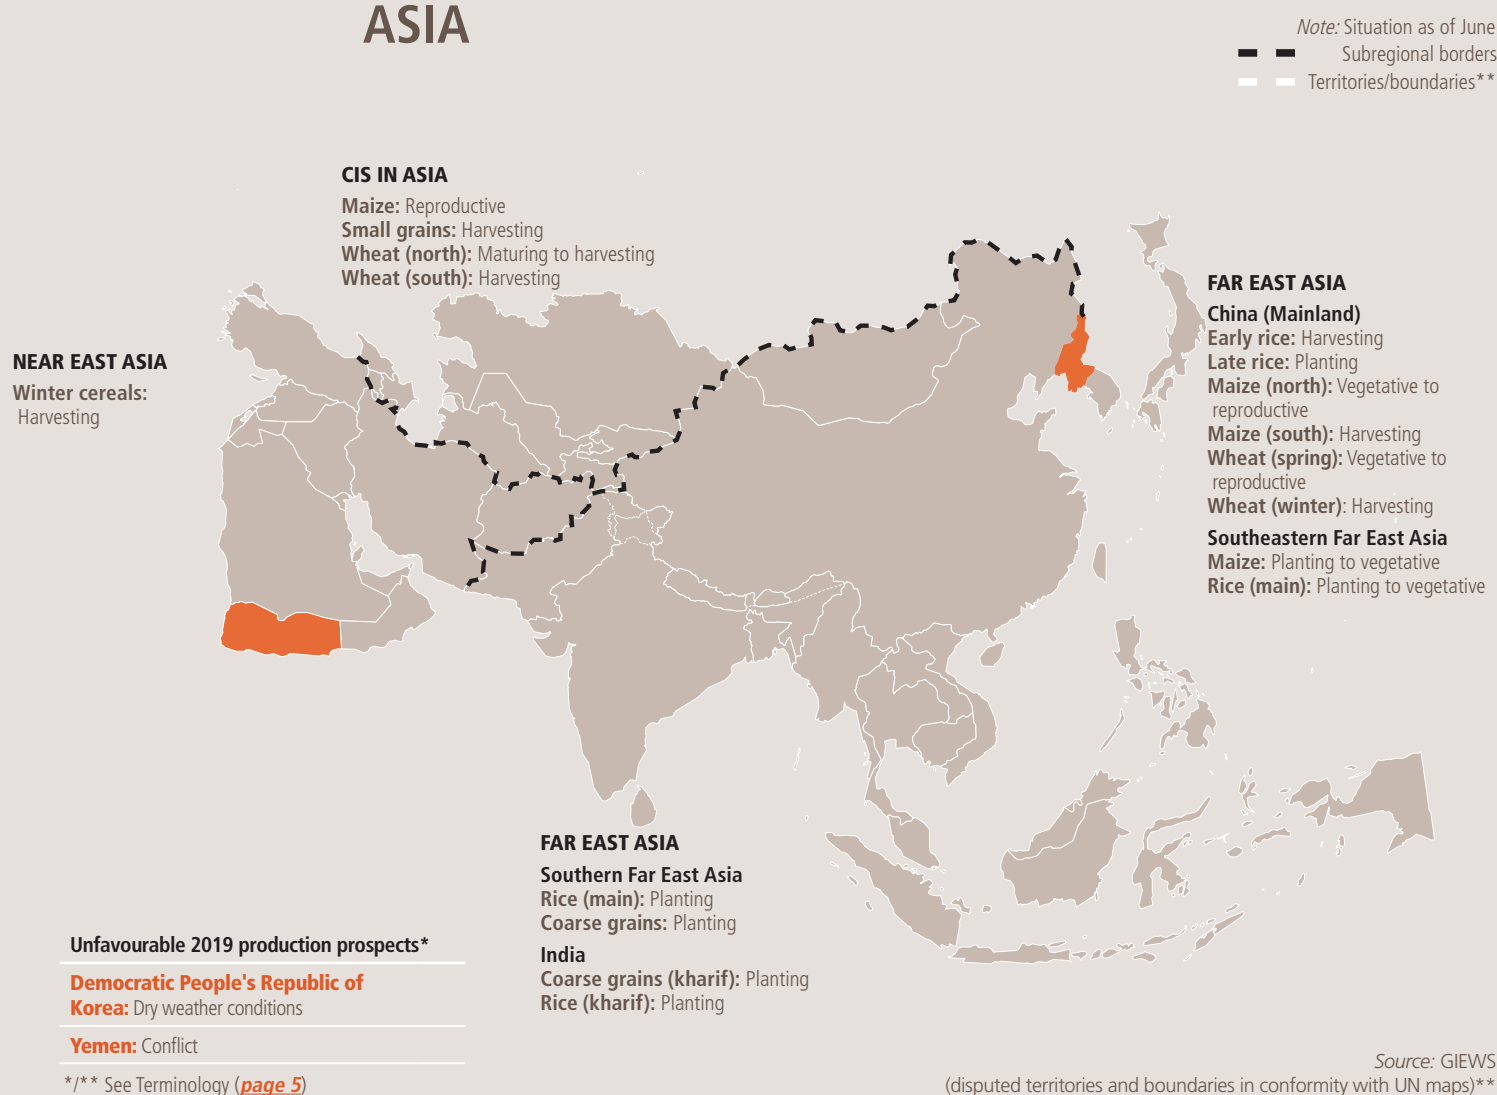 ASIA
Note: Situation as of June
Subregional borders
Territories/boundaries**
CIS IN ASIA
Maize: Reproductive
Small grains: Harvesting
Wheat (north): Maturing to harvesting
Wheat (south): Harvesting
NEAR EAST ASIA
Winter cereals:
Harvesting
FAR EAST ASIA
China (Mainland)
Early rice: Harvesting
Late rice: Planting
Maize (north): Vegetative to
reproductive
Maize (south): Harvesting
Wheat (spring): Vegetative to
reproductive
Wheat (winter): Harvesting
Southeastern Far East Asia
Maize: Planting to vegetative
Rice (main): Planting to vegetative
FAR EAST ASIA
Southern Far East Asia
Rice (main): Planting
Coarse grains: Planting
India
Coarse grains (kharif): Planting
Rice (kharif): Planting
Unfavourable 2019 production prospects*
Democratic People's Republic of
Korea: Dry weather conditions
Yemen: Conflict
*/** See Terminology (page 5)
Source: GIEWS
(disputed territories and boundaries in conformity with UN maps)**